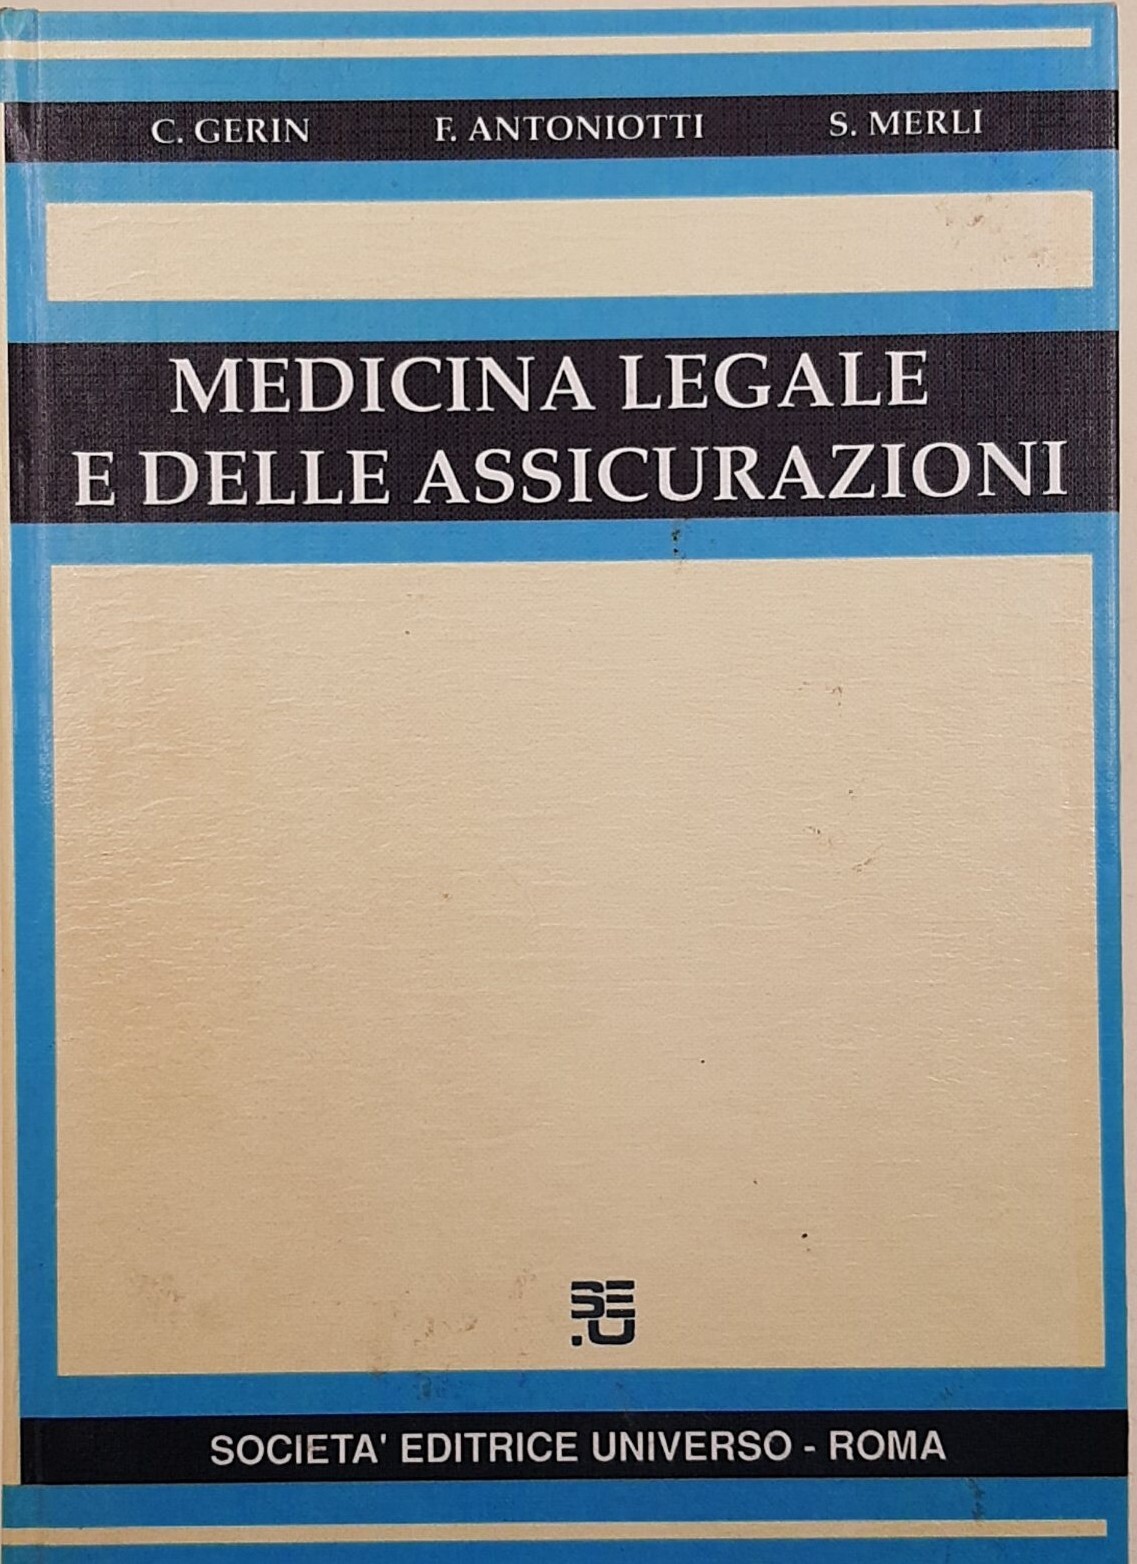 C. GERIN F. ANTONIOTTI S. MERLI
MEDICINA LEGALE
E DELLE ASSICURAZIONI
SE
.U
SOCIETA' EDITRICE UNIVERSO - ROMA